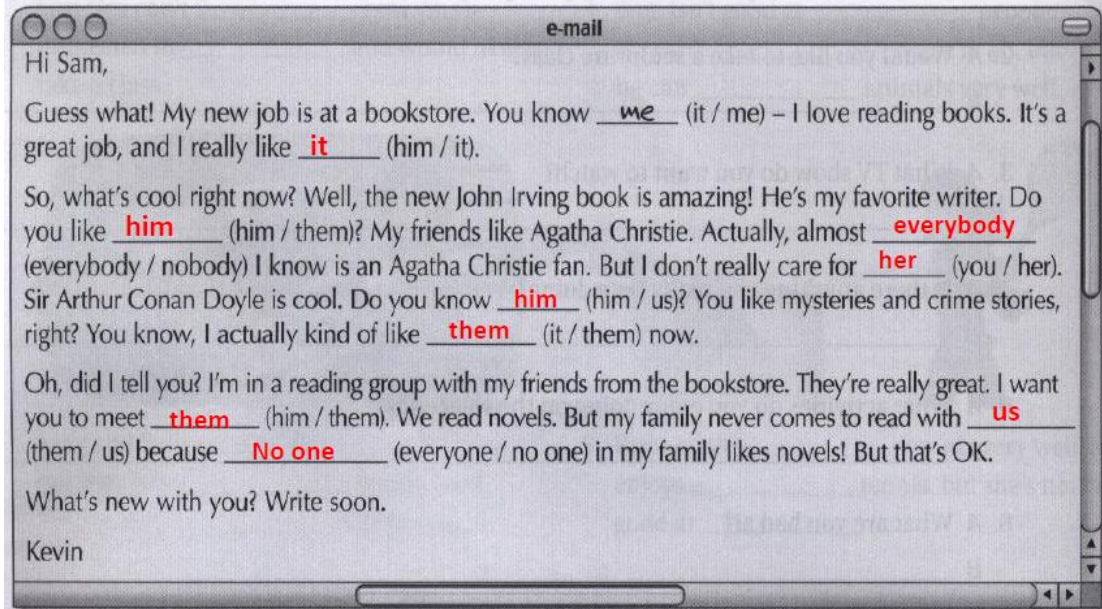 e-mail
Hi Sam,
Guess what! My new job is at a bookstore. You know me (it / me) – I love reading books. It's a
great job, and I really like it (him / it).
So, what's cool right now? Well, the new John Irving book is amazing! He's my favorite writer. Do
you like him (him / them)? My friends like Agatha Christie. Actually, almost everybody
(everybody / nobody) I know is an Agatha Christie fan. But I don't really care for her (you / her).
Sir Arthur Conan Doyle is cool. Do you know him (him / us)? You like mysteries and crime stories,
right? You know, I actually kind of like them (it / them) now.
Oh, did I tell you? I'm in a reading group with my friends from the bookstore. They're really great. I want
you to meet them (him / them). We read novels. But my family never comes to read with us
(them / us) because No one (everyone / no one) in my family likes novels! But that's OK.
What's new with you? Write soon.
Kevin